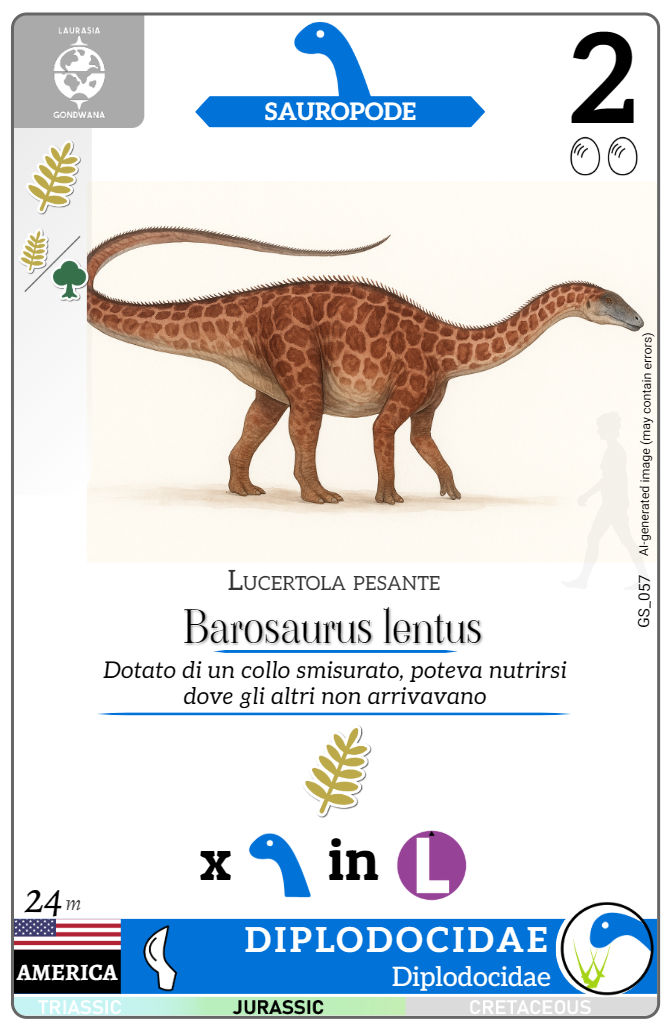 LAURASIA
GONDWANA
SAUROPODE
2
AI-generated image (may contain errors)
GS_057
Lucertola pesante
Barosaurus lentus
Dotato di un collo smisurato, poteva nutrirsi
dove gli altri non arrivavano
x in L
24 m
AMERICA
DIPLODOCIDAE
Diplodocidae
TRIASSIC JURASSIC CRETACEOUS